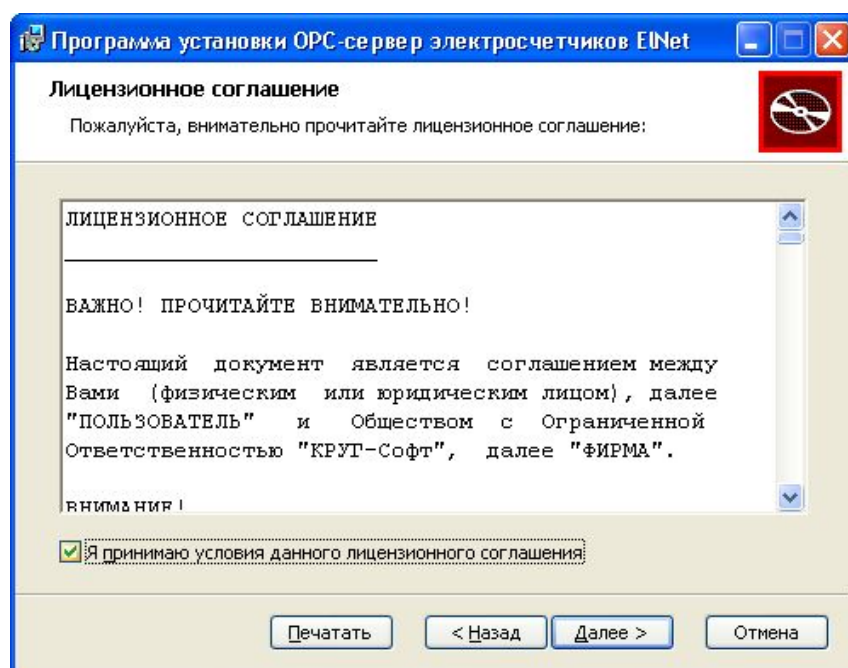 Программа установки OPC-сервер электросчетчиков ElNet
Лицензионное соглашение
Пожалуйста, внимательно прочитайте лицензионное соглашение:
ЛИЦЕНЗИОННОЕ СОГЛАШЕНИЕ
ВАЖНО! ПРОЧИТАЙТЕ ВНИМАТЕЛЬНО!
Настоящий документ является соглашением между
Вами (физическим или юридическим лицом), далее
"ПОЛЬЗОВАТЕЛЬ" и Обществом с Ограниченной
Ответственностью "КРУГ-Софт", далее "ФИРМА".
ВНИМАНИЕ!
Я принимаю условия данного лицензионного соглашения
Печатать
< Назад
Далее >
Отмена